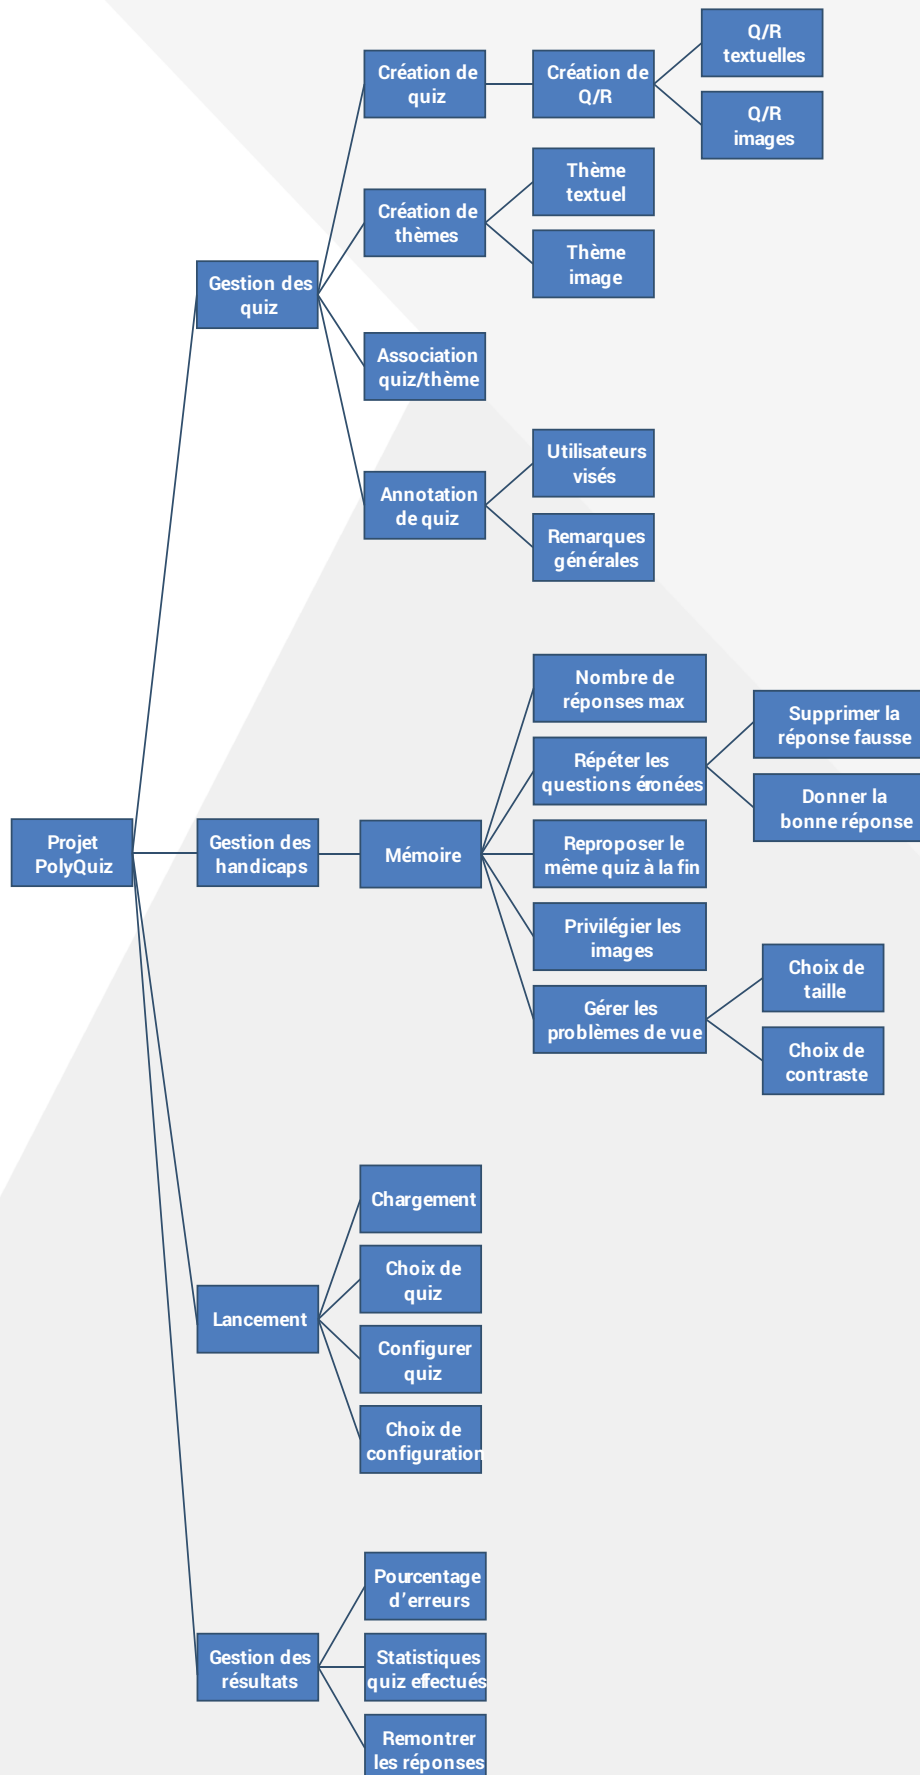 Projet
PolyQuiz
Gestion des
quiz
Création de
quiz
Création de
Q/R
Q/R
textuelles
Q/R
images
Création de
thèmes
Thème
textuel
Thème
image
Association
quiz/thème
Annotation
de quiz
Utilisateurs
visés
Remarques
générales
Gestion des
handicaps
Mémoire
Nombre de
réponses max
Répéter les
questions éronées
Supprimer la
réponse fausse
Donner la
bonne réponse
Reproposer le
même quiz à la fin
Privilégier les
images
Gérer les
problèmes de vue
Choix de
taille
Choix de
contraste
Lancement
Chargement
Choix de
quiz
Configurer
quiz
Choix de
configuration
Gestion des
résultats
Pourcentage
d’erreurs
Statistiques
quiz effectués
Remontrer
les réponses